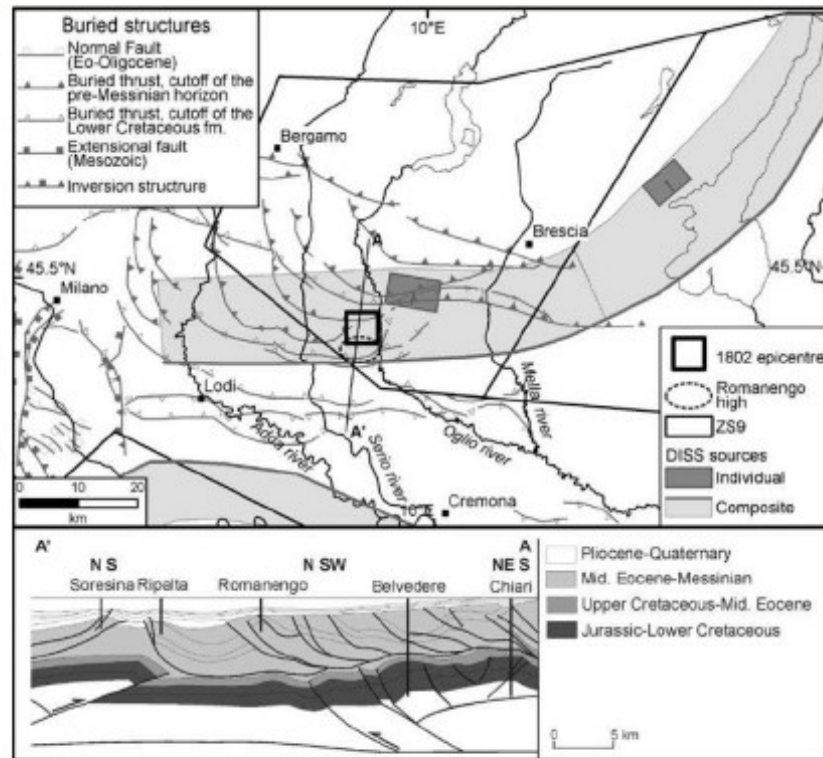 Buried structures
Normal Fault
(Eo-Oligocene)
Buried thrust, cutoff of the
pre-Messinian horizon
Buried thrust, cutoff of the
Lower Cretaceous fm.
Extensional fault
(Mesozoic)
Inversion structrure
10°E
Bergamo
Brescia
A
45.5°N
45.5°N
Milano
Lodi
A'
Adda river
Serio river
Oglio river
Mella river
Cremona
10°E
0 10 20
km
1802 epicentre
Romanengo
high
ZS9
DISS sources
Individual
Composite
A' A
N S N SW NE S
Soresina Ripalta Romanengo Belvedere Chiari
Pliocene-Quaternary
Mid. Eocene-Messinian
Upper Cretaceous-Mid. Eocene
Jurassic-Lower Cretaceous
0 5 km